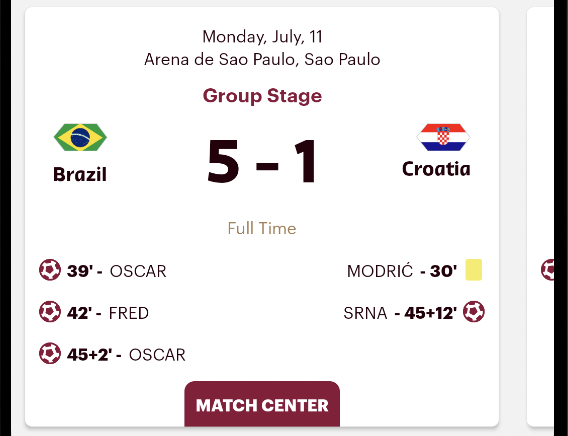 Monday, July, 11
Arena de Sao Paulo, Sao Paulo
Group Stage
Brazil
5 - 1
Croatia
Full Time
39' - OSCAR
MODRIĆ - 30'
42' - FRED
SRNA - 45+12'
45+2' - OSCAR
MATCH CENTER